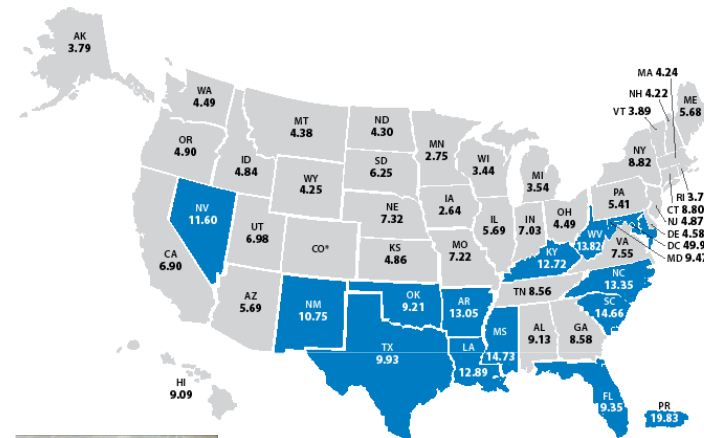 AK
3.79
WA
4.49
OR
4.90
CA
6.90
ID
4.84
NV
11.60
MT
4.38
WY
4.25
UT
6.98
AZ
5.69
CO*
NM
10.75
ND
4.30
SD
6.25
NE
7.32
KS
4.86
OK
9.21
TX
9.93
MN
2.75
IA
2.64
MO
7.22
AR
13.05
LA
12.89
WI
3.44
IL
5.69
MS
14.73
MI
3.54
IN
7.03
OH
4.49
KY
12.72
TN 8.56
AL
9.13
GA
8.58
FL
9.35
SC
14.66
NC
13.35
VA
7.55
WV
13.82
PA
5.41
NY
8.82
ME
5.68
MA 4.24
NH 4.22
VT 3.89
RI 3.7
CT 8.80
NJ 4.87
DE 4.58
DC 49.9
MD 9.47
HI
9.09
PR
19.83